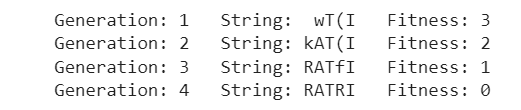 Generation: 1   String:  wT(I   Fitness: 3
Generation: 2   String: kAT(I   Fitness: 2
Generation: 3   String: RATfI   Fitness: 1
Generation: 4   String: RATRI   Fitness: 0